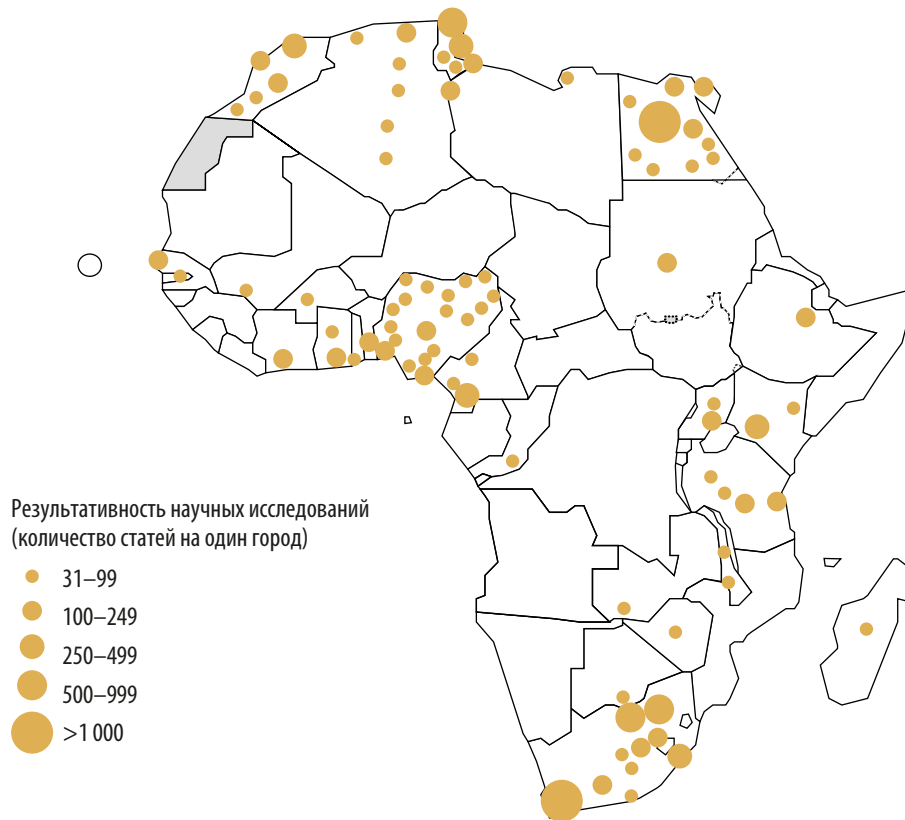 Результативность научных исследований
(количество статей на один город)
31–99
100–249
250–499
500–999
>1 000